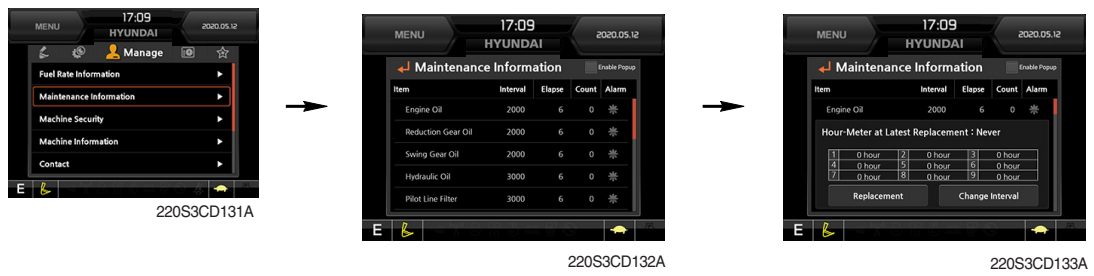 17:09
MENU
HYUNDAI
2020.05.12
Manage
Fuel Rate Information
Maintenance Information
Machine Security
Machine Information
Contact
E
220S3CD131A
17:09
MENU
HYUNDAI
2020.05.12
Maintenance Information Enable Popup
Item Interval Elapse Count Alarm
Engine Oil 2000 6 0
Reduction Gear Oil 2000 6 0
Swing Gear Oil 2000 6 0
Hydraulic Oil 3000 6 0
Pilot Line Filter 3000 6 0
E
220S3CD132A
17:09
MENU
HYUNDAI
2020.05.12
Maintenance Information Enable Popup
Item Interval Elapse Count Alarm
Engine Oil 2000 6 0
Hour-Meter at Latest Replacement : Never
1 0 hour 2 0 hour 3 0 hour
4 0 hour 5 0 hour 6 0 hour
7 0 hour 8 0 hour 9 0 hour
Replacement Change Interval
E
220S3CD133A